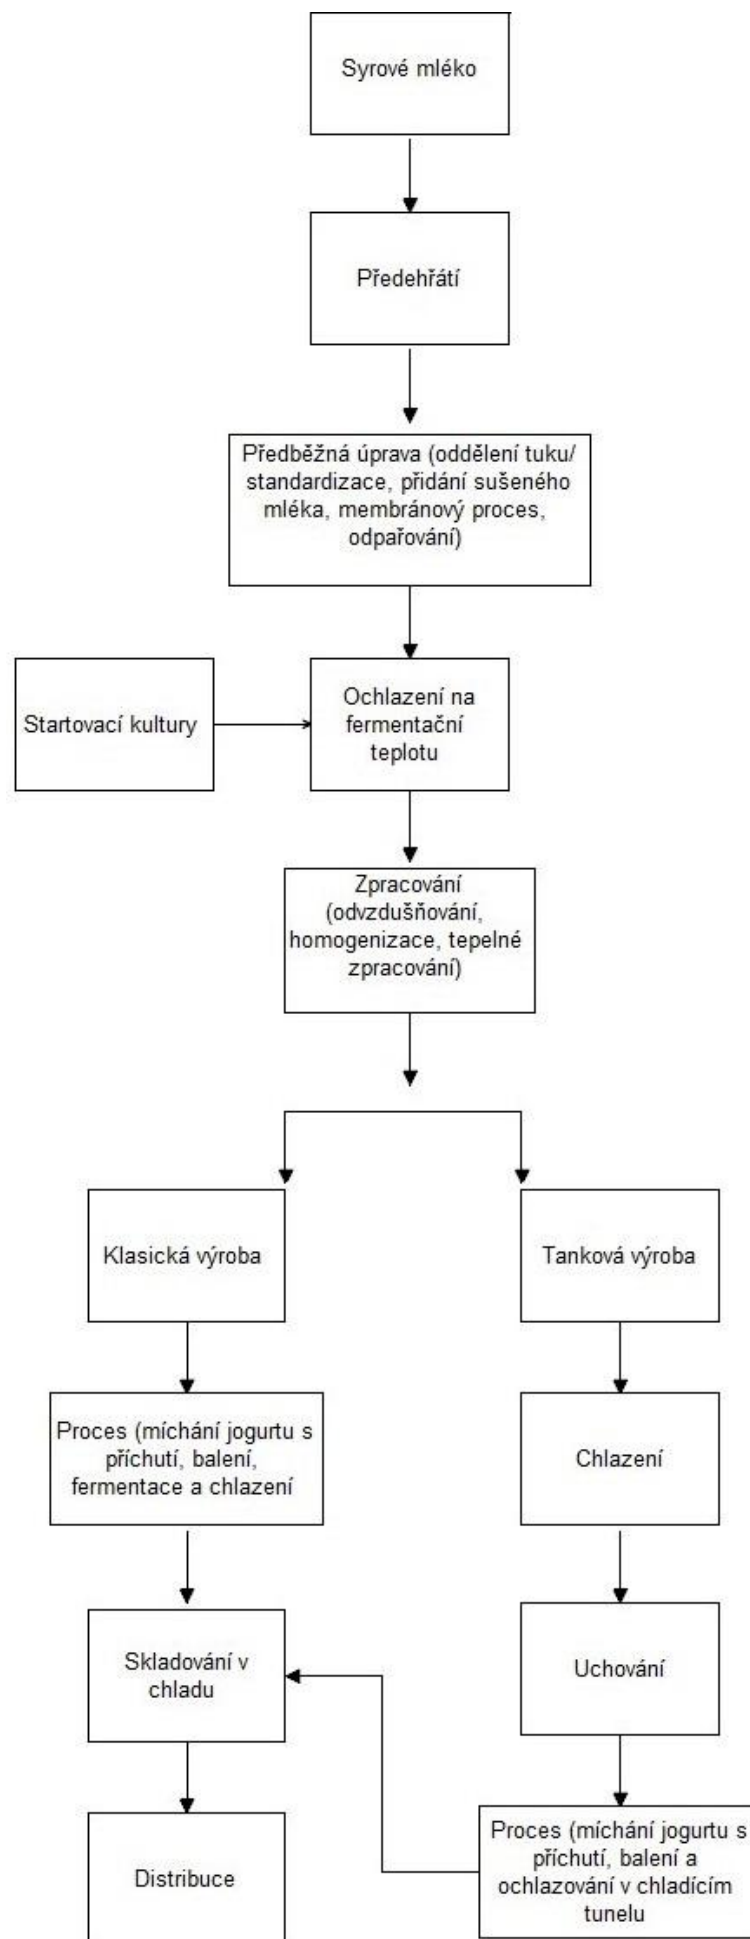 Syrové mléko
Předehřátí
Předběžná úprava (oddělení tuku/
standardizace, přidání sušeného
mléka, membránový proces,
odpařování)
Startovací kultury
Ochlazení na
fermentační
teplotu
Zpracování
(odvzdušňování,
homogenizace, tepelné
zpracování)
Klasická výroba
Tanková výroba
Proces (míchání jogurtu s
příchutí, balení,
fermentace a chlazení
Chlazení
Skladování v
chladu
Uchování
Distribuce
Proces (míchání jogurtu s
příchutí, balení a
ochlazování v chladícím
tunelu